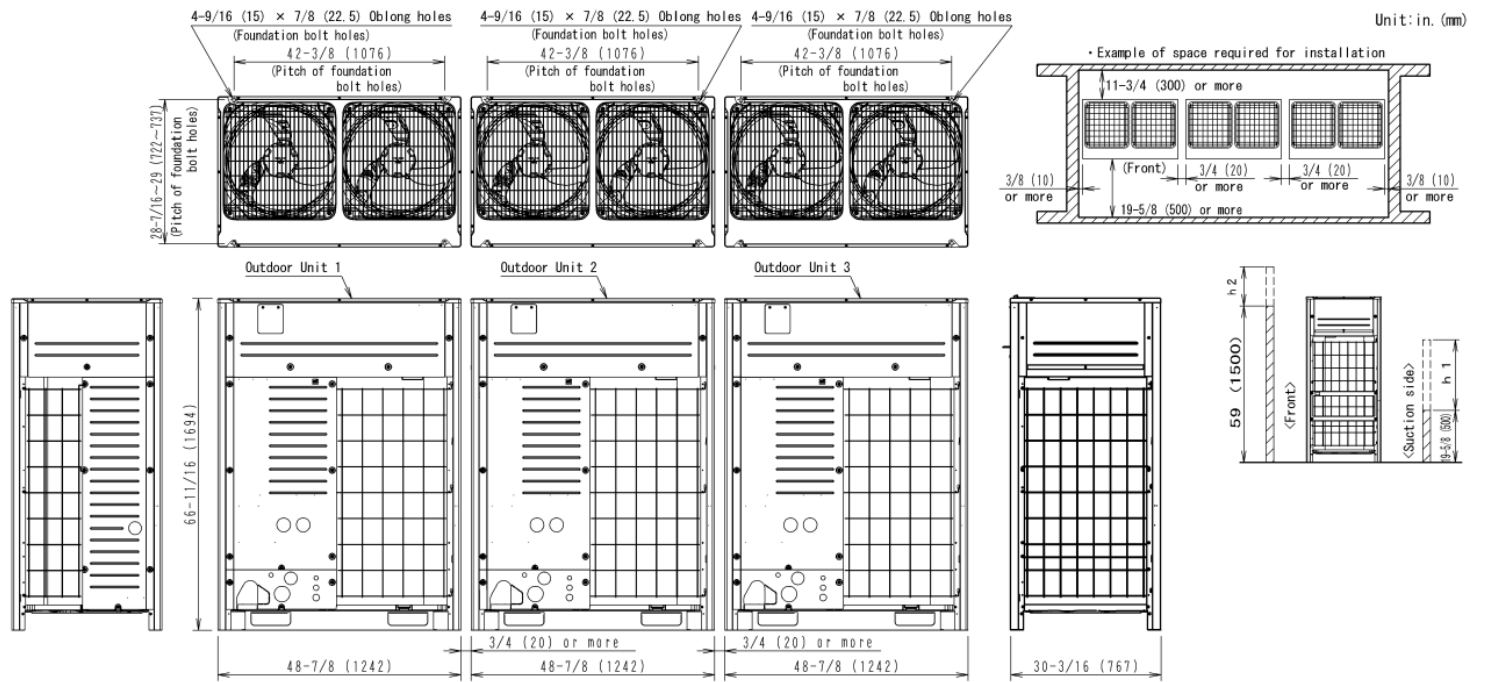 4-9/16 (15) × 7/8 (22.5) Oblong holes
(Foundation bolt holes)
42-3/8 (1076)
(Pitch of foundation
bolt holes)
4-9/16 (15) × 7/8 (22.5) Oblong holes
(Foundation bolt holes)
42-3/8 (1076)
(Pitch of foundation
bolt holes)
4-9/16 (15) × 7/8 (22.5) Oblong holes
(Foundation bolt holes)
42-3/8 (1076)
(Pitch of foundation
bolt holes)
Unit:in. (mm)
・Example of space required for installation
11-3/4 (300) or more
(Front)
3/4 (20)
or more
3/4 (20)
or more
3/8 (10)
or more
3/8 (10)
or more
19-5/8 (500) or more
28-7/16~29 (722~737)
(Pitch of foundation
bolt holes)
Outdoor Unit 1
Outdoor Unit 2
Outdoor Unit 3
66-11/16 (1694)
h2
59 (1500)
<Front>
<Suction side>
h1
19-5/8 (500)
3/4 (20) or more
3/4 (20) or more
48-7/8 (1242)
48-7/8 (1242)
48-7/8 (1242)
30-3/16 (767)